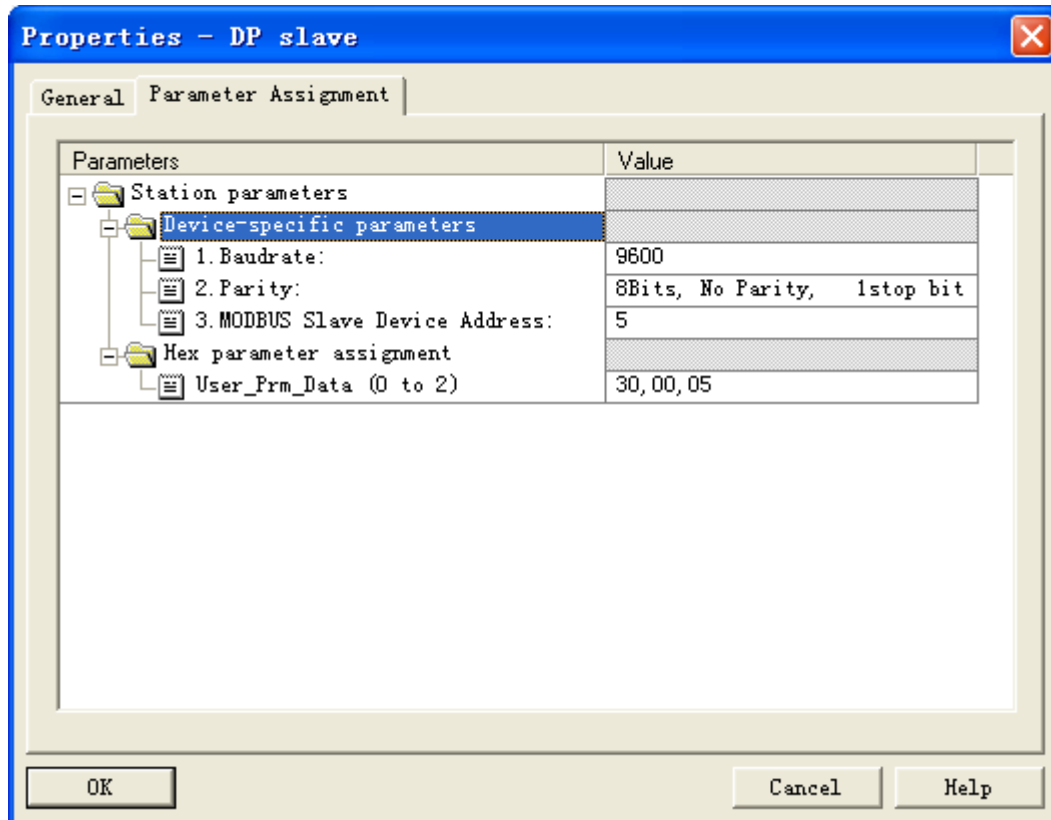 Properties - DP slave
General Parameter Assignment
Parameters Value
Station parameters
Device-specific parameters
1.Baudrate: 9600
2.Parity: 8Bits, No Parity, 1stop bit
3.MODBUS Slave Device Address: 5
Hex parameter assignment
User_Prm_Data (0 to 2) 30,00,05
OK Cancel Help